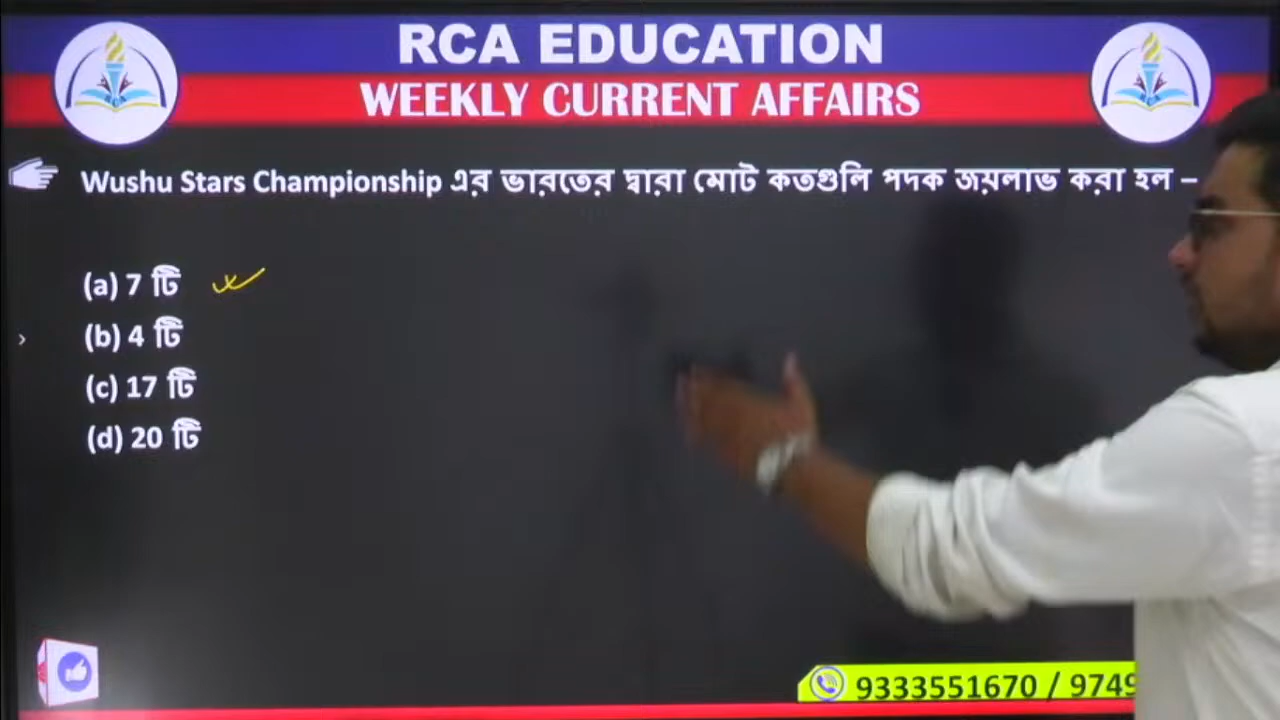 RCA EDUCATION
WEEKLY CURRENT AFFAIRS
Wushu Stars Championship এর ভারতের দ্বারা মোট কতগুলি পদক জয়লাভ করা হল –
(a) 7 টি
(b) 4 টি
(c) 17 টি
(d) 20 টি
9333551670 / 9749